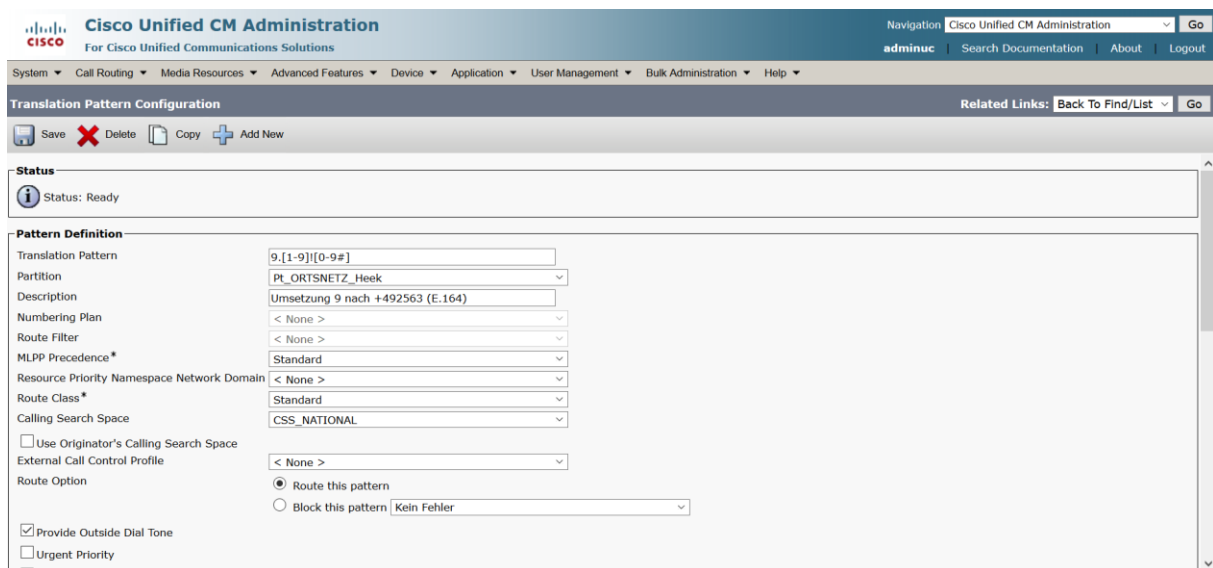 Cisco Unified CM Administration
Navigation Cisco Unified CM Administration Go
CISCO
For Cisco Unified Communications Solutions
adminuc | Search Documentation | About | Logout
System Call Routing Media Resources Advanced Features Device Application User Management Bulk Administration Help
Translation Pattern Configuration
Related Links: Back To Find/List Go
Save Delete Copy Add New
Status
Status: Ready
Pattern Definition
Translation Pattern 9.[1-9]![0-9#]
Partition Pt_ORTSNETZ_Heek
Description Umsetzung 9 nach +492563 (E.164)
Numbering Plan < None >
Route Filter < None >
MLPP Precedence* Standard
Resource Priority Namespace Network Domain < None >
Route Class* Standard
Calling Search Space CSS_NATIONAL
Use Originator's Calling Search Space
External Call Control Profile < None >
Route Option Route this pattern
Block this pattern Kein Fehler
Provide Outside Dial Tone
Urgent Priority